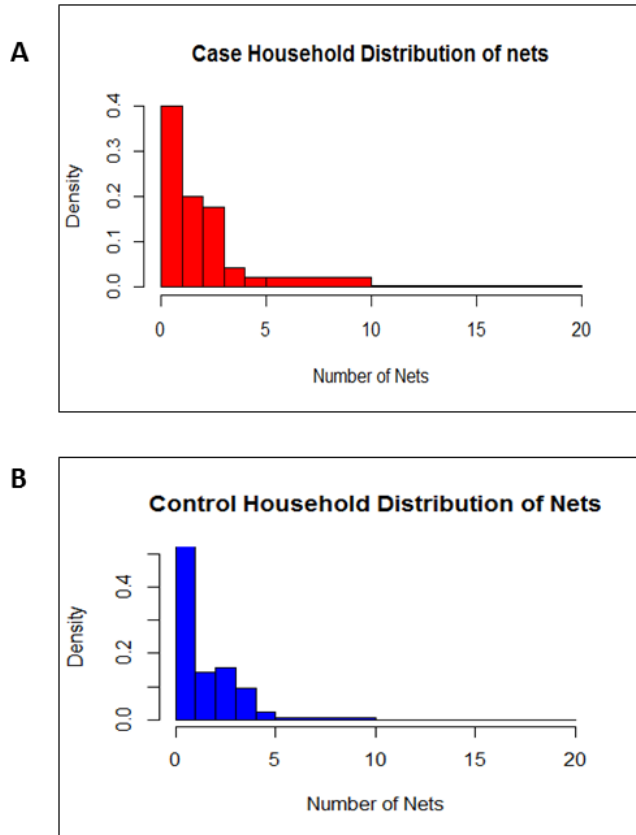 A
Case Household Distribution of nets
Density
0.4
0.3
0.2
0.1
0.0
0 5 10 15 20
Number of Nets
B
Control Household Distribution of Nets
Density
0.4
0.2
0.0
0 5 10 15 20
Number of Nets